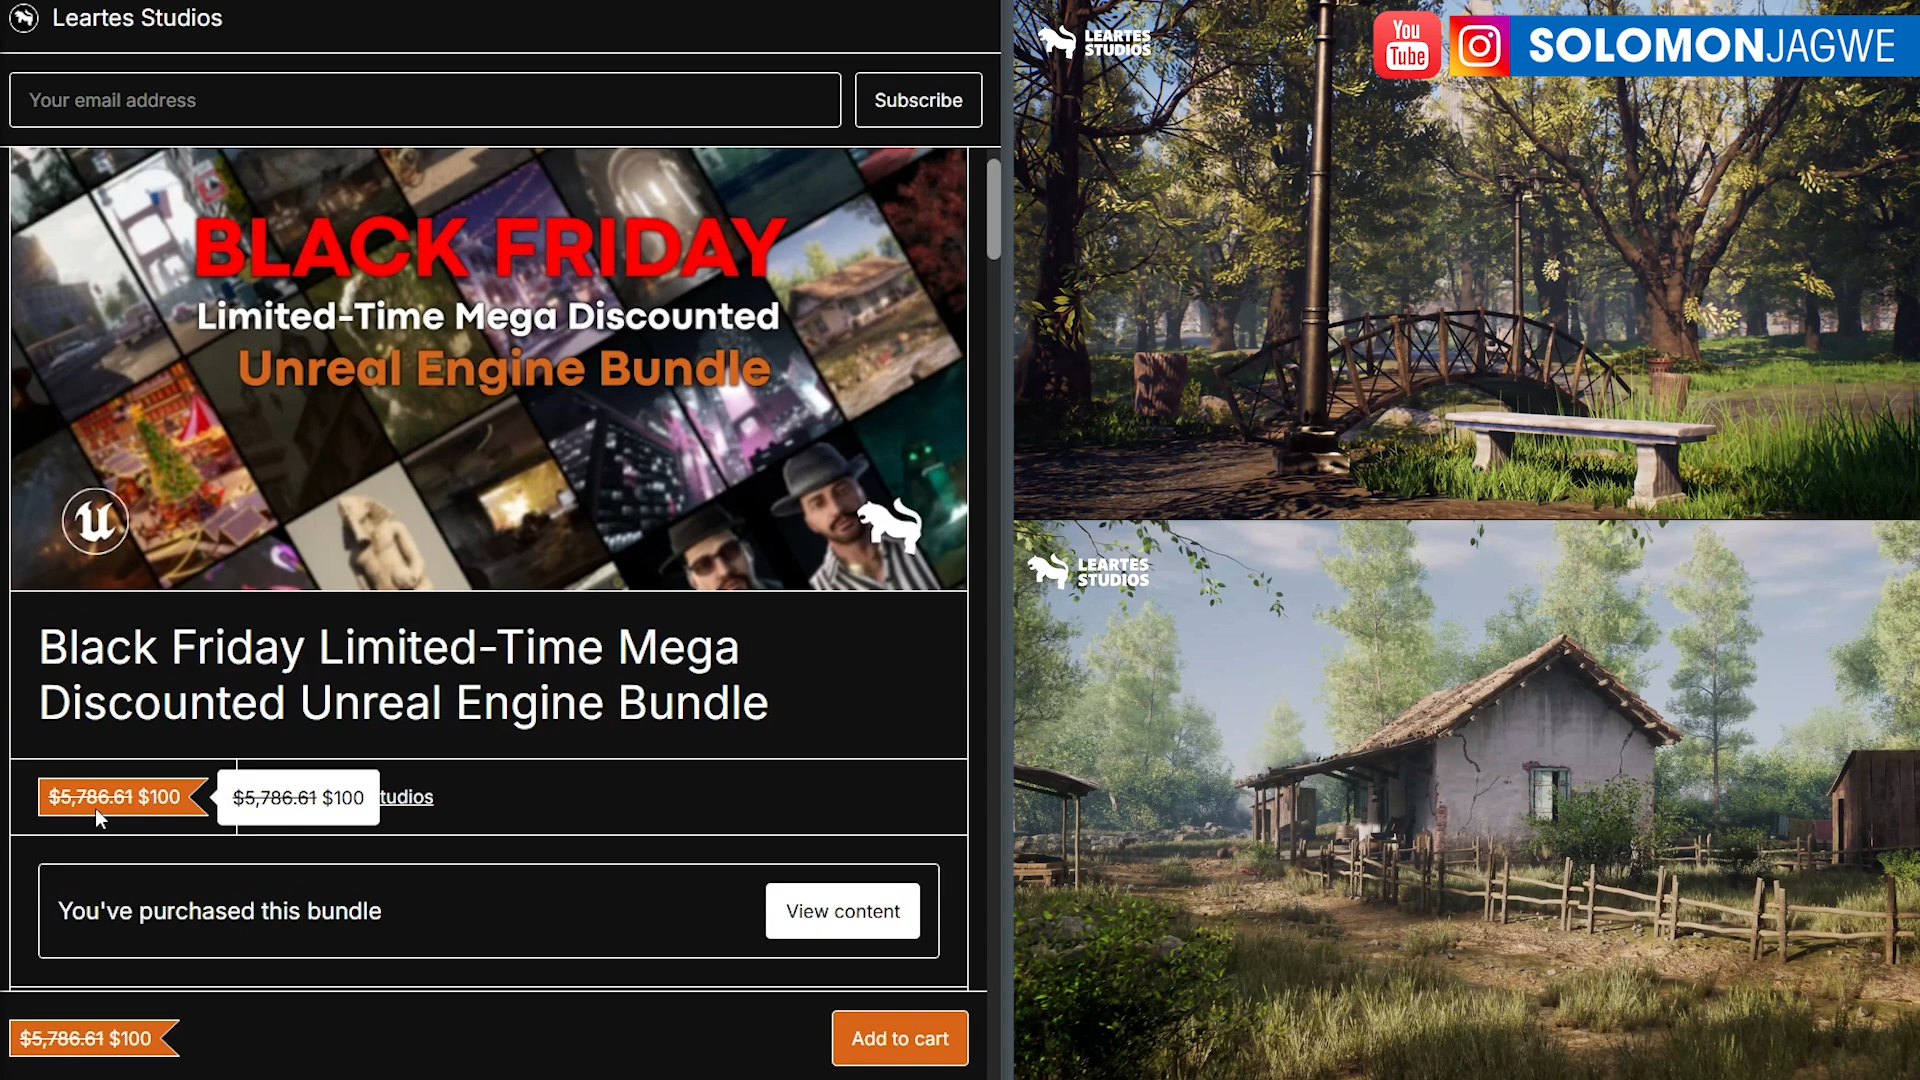 Leartes Studios
Your email address
Subscribe
BLACK FRIDAY
Limited-Time Mega Discounted
Unreal Engine Bundle
Black Friday Limited-Time Mega
Discounted Unreal Engine Bundle
$5,786.61 $100
$5,786.61 $100
tudios
You've purchased this bundle
View content
$5,786.61 $100
Add to cart
LEARTES
STUDIOS
You
Tube
SOLOMONJAGWE
LEARTES
STUDIOS